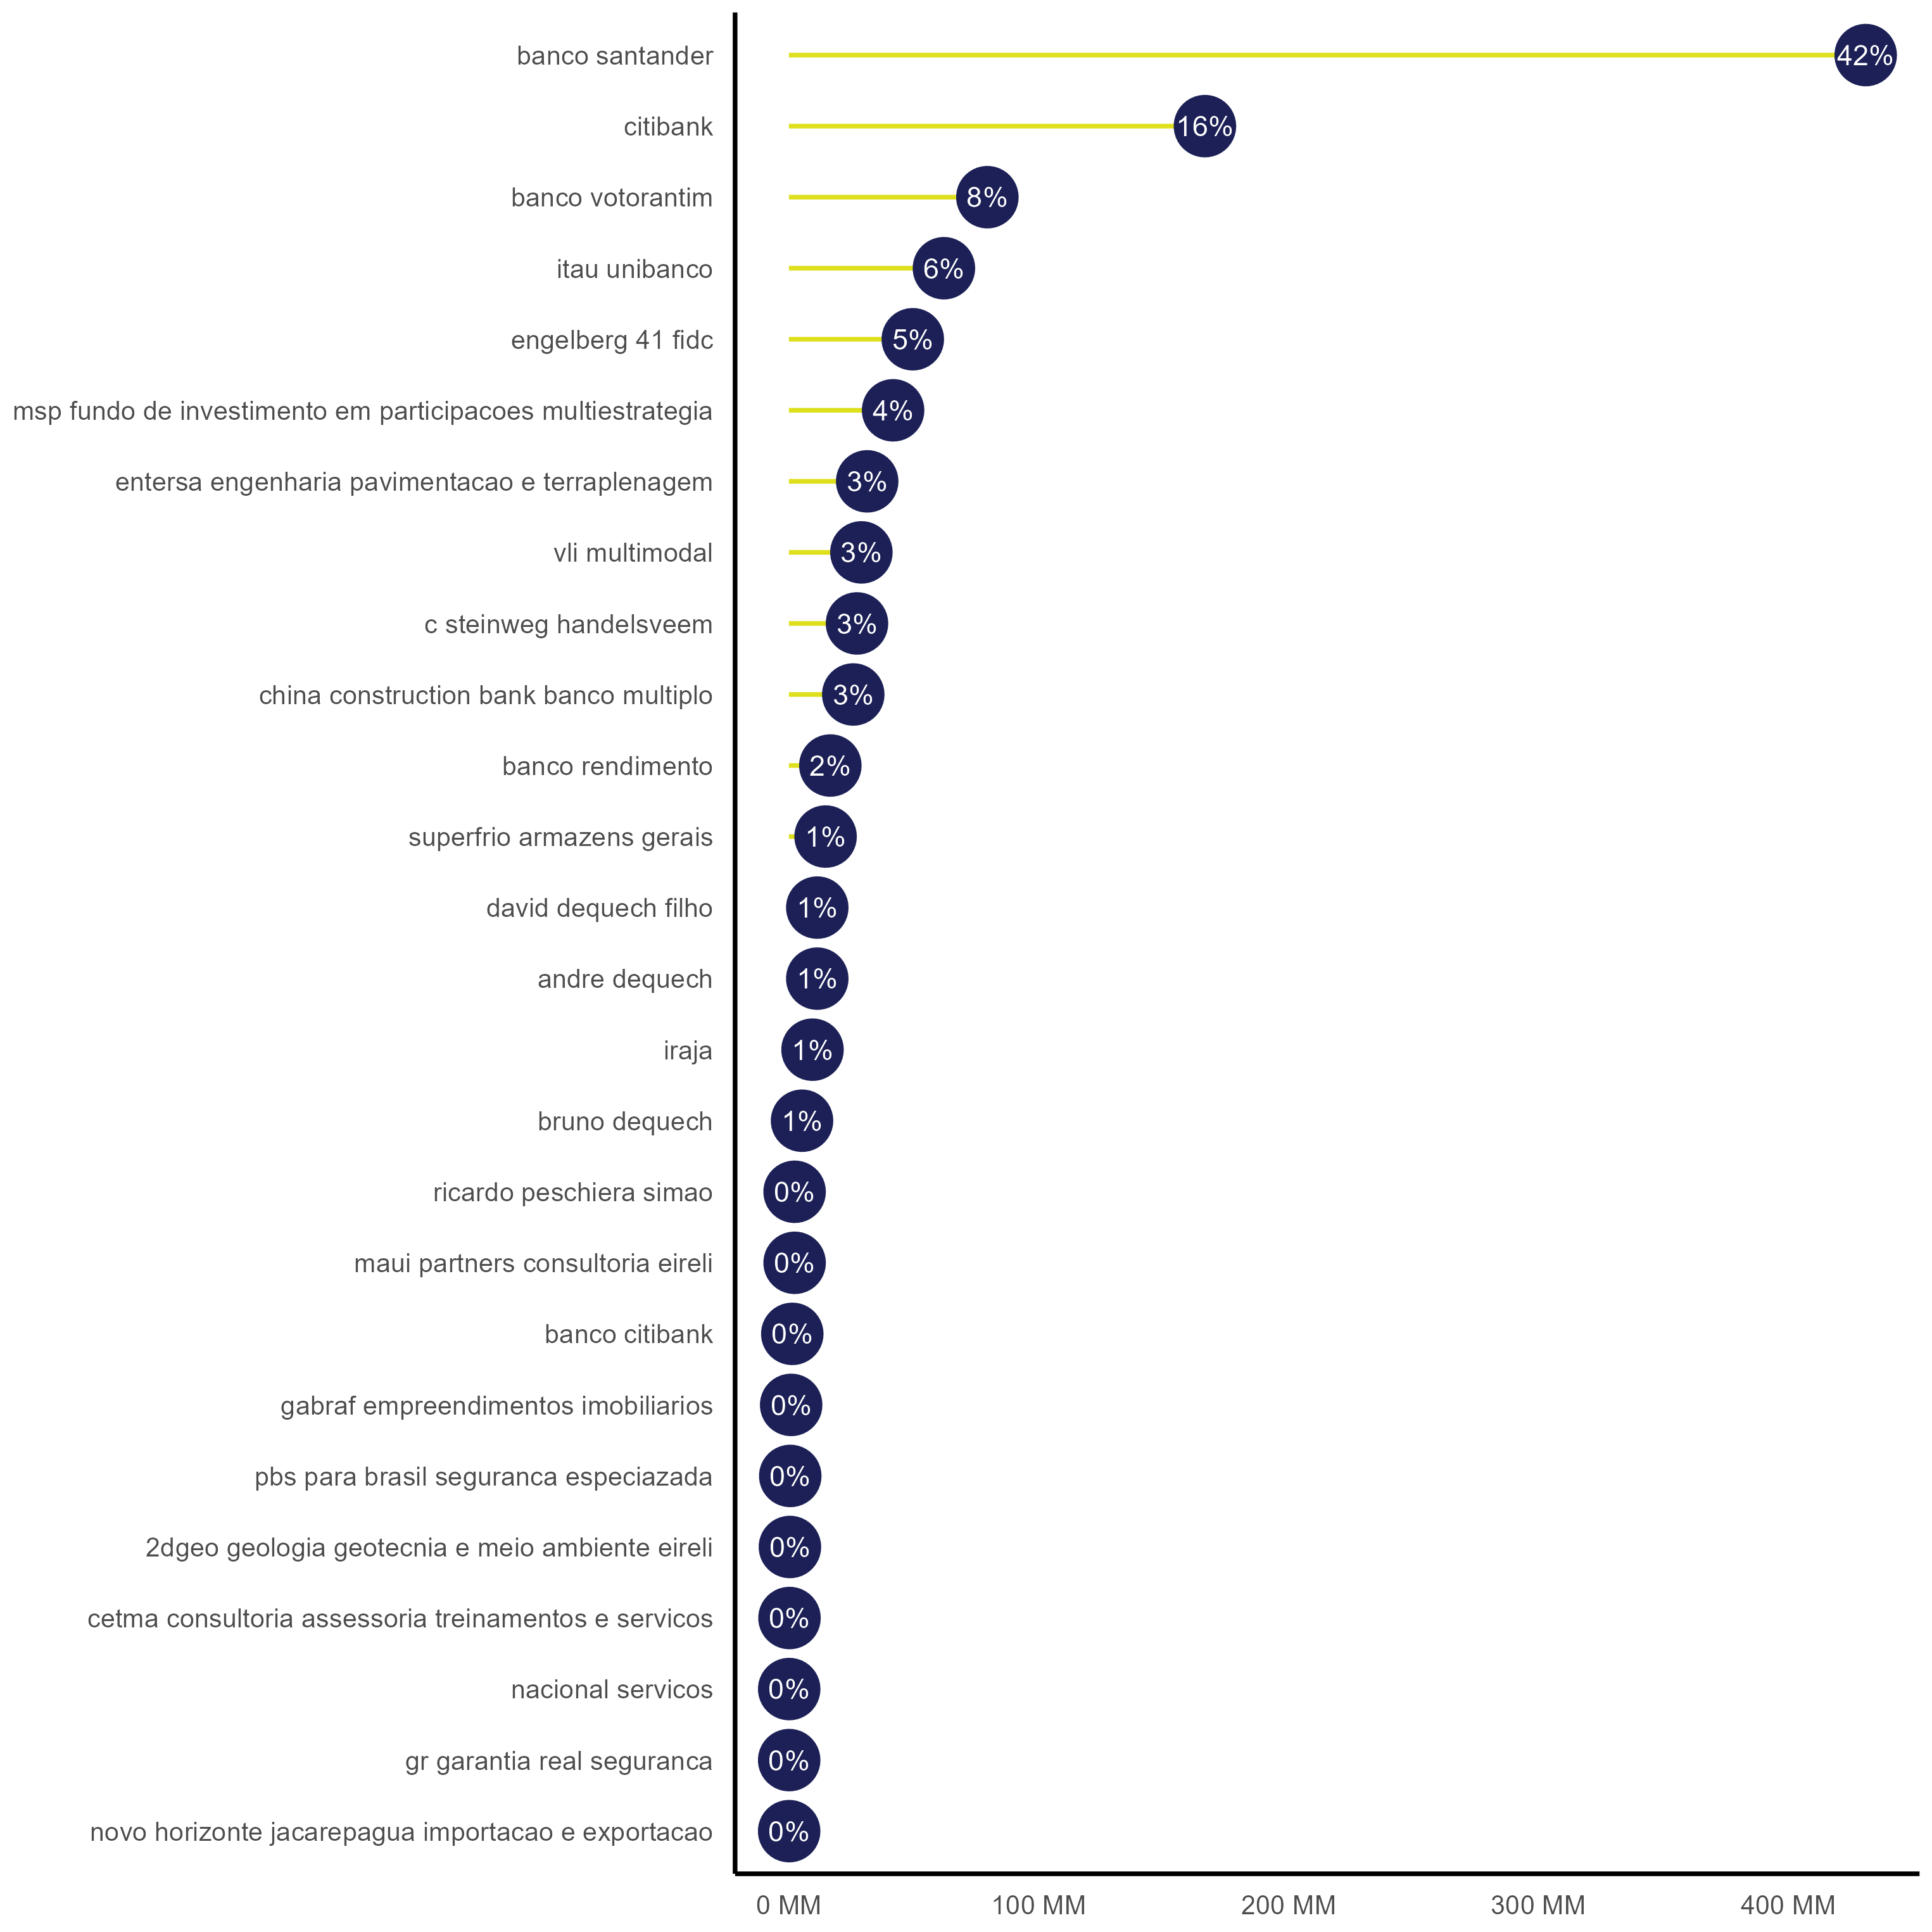 banco santander 42%
citibank 16%
banco votorantim 8%
itau unibanco 6%
engelberg 41 fidc 5%
msp fundo de investimento em participacoes multiestrategia 4%
entersa engenharia pavimentacao e terraplenagem 3%
vli multimodal 3%
c steinweg handelsveem 3%
china construction bank banco multiplo 3%
banco rendimento 2%
superfrio armazens gerais 1%
david dequech filho 1%
andre dequech 1%
iraja 1%
bruno dequech 1%
ricardo peschiera simao 0%
maui partners consultoria eireli 0%
banco citibank 0%
gabraf empreendimentos imobiliarios 0%
pbs para brasil seguranca especiazada 0%
2dgeo geologia geotecnia e meio ambiente eireli 0%
cetma consultoria assessoria treinamentos e servicos 0%
nacional servicos 0%
gr garantia real seguranca 0%
novo horizonte jacarepagua importacao e exportacao 0%
0 MM 100 MM 200 MM 300 MM 400 MM